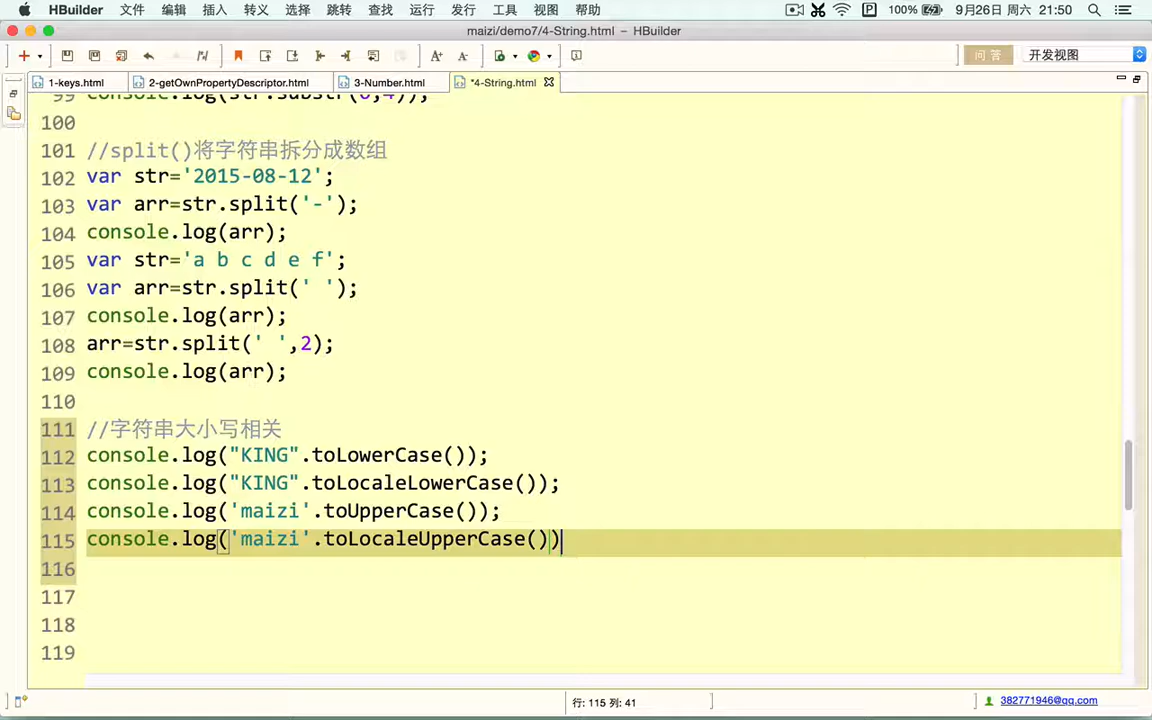 HBuilder 文件 编辑 插入 转义 选择 跳转 查找 运行 发行 工具 视图 帮助 100% 9月26日 周六 21:50
maizi/demo7/4-String.html — HBuilder
问答 开发视图
1-keys.html 2-getOwnPropertyDescriptor.html 3-Number.html *4-String.html
99 console.log(str.substr(0,4));
100
101 //split()将字符串拆分成数组
102 var str='2015-08-12';
103 var arr=str.split('-');
104 console.log(arr);
105 var str='a b c d e f';
106 var arr=str.split(' ');
107 console.log(arr);
108 arr=str.split(' ',2);
109 console.log(arr);
110
111 //字符串大小写相关
112 console.log("KING".toLowerCase());
113 console.log("KING".toLocaleLowerCase());
114 console.log('maizi'.toUpperCase());
115 console.log('maizi'.toLocaleUpperCase())
116
117
118
119
行: 115 列: 41 382771946@qq.com